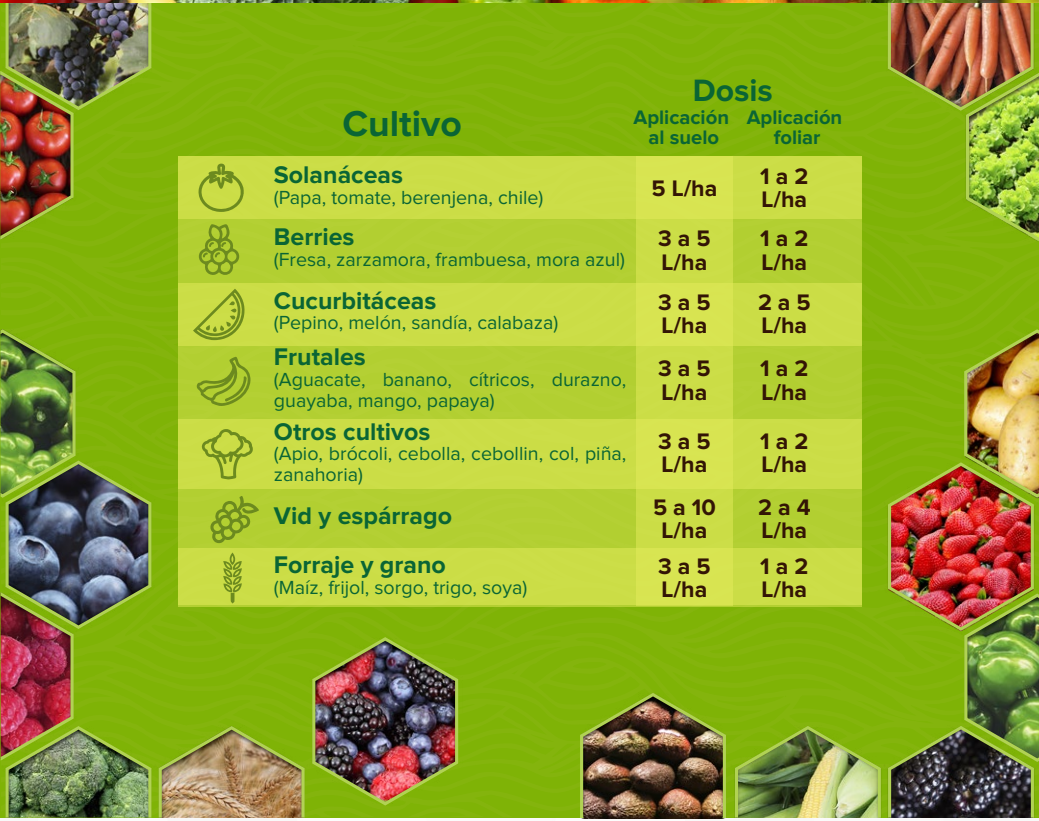 Dosis
Cultivo
Aplicación
al suelo
Aplicación
foliar
Solanáceas
(Papa, tomate, berenjena, chile)
5 L/ha
1 a 2
L/ha
Berries
(Fresa, zarzamora, frambuesa, mora azul)
3 a 5
L/ha
1 a 2
L/ha
Cucurbitáceas
(Pepino, melón, sandía, calabaza)
3 a 5
L/ha
2 a 5
L/ha
Frutales
(Aguacate, banano, cítricos, durazno,
guayaba, mango, papaya)
3 a 5
L/ha
1 a 2
L/ha
Otros cultivos
(Apio, brócoli, cebolla, cebollin, col, piña,
zanahoria)
3 a 5
L/ha
1 a 2
L/ha
Vid y espárrago
5 a 10
L/ha
2 a 4
L/ha
Forraje y grano
(Maíz, frijol, sorgo, trigo, soya)
3 a 5
L/ha
1 a 2
L/ha